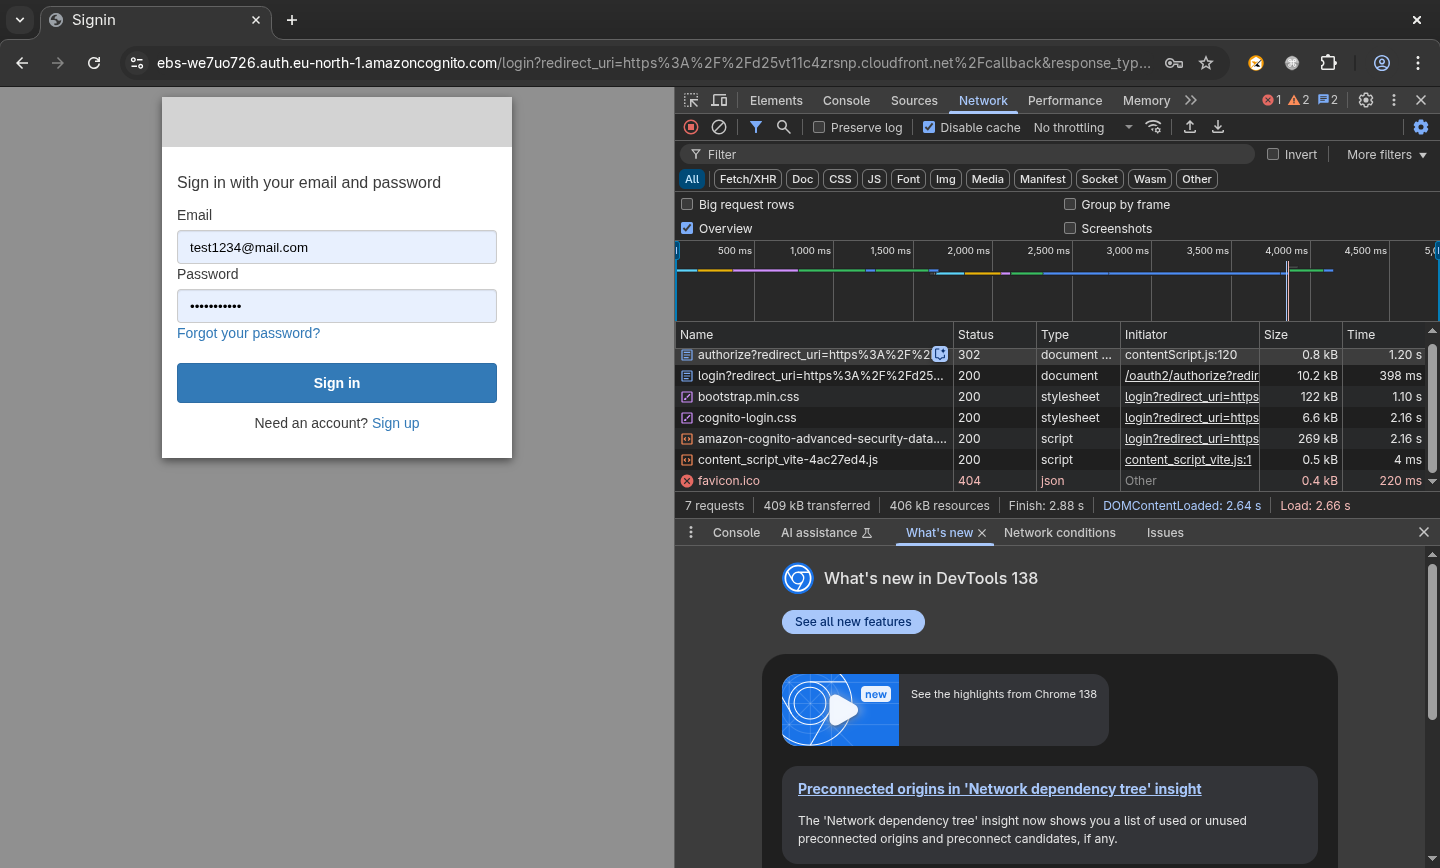 Signin
ebs-we7uo726.auth.eu-north-1.amazoncognito.com/login?redirect_uri=https%3A%2F%2Fd25vt11c4zrsnp.cloudfront.net%2Fcallback&response_typ...
Sign in with your email and password
Email
test1234@mail.com
Password
•••••••••••
Forgot your password?
Sign in
Need an account? Sign up
Elements Console Sources Network Performance Memory 1 2 2
Preserve log Disable cache No throttling
Filter Invert More filters
All Fetch/XHR Doc CSS JS Font Img Media Manifest Socket Wasm Other
Big request rows Group by frame
Overview Screenshots
500 ms 1,000 ms 1,500 ms 2,000 ms 2,500 ms 3,000 ms 3,500 ms 4,000 ms 4,500 ms
Name Status Type Initiator Size Time
authorize?redirect_uri=https%3A%2F%2 302 document ... contentScript.js:120 0.8 kB 1.20 s
login?redirect_uri=https%3A%2F%2Fd25... 200 document /oauth2/authorize?redir 10.2 kB 398 ms
bootstrap.min.css 200 stylesheet login?redirect_uri=https 122 kB 1.10 s
cognito-login.css 200 stylesheet login?redirect_uri=https 6.6 kB 2.16 s
amazon-cognito-advanced-security-data.... 200 script login?redirect_uri=https 269 kB 2.16 s
content_script_vite-4ac27ed4.js 200 script content_script_vite.js:1 0.5 kB 4 ms
favicon.ico 404 json Other 0.4 kB 220 ms
7 requests 409 kB transferred 406 kB resources Finish: 2.88 s DOMContentLoaded: 2.64 s Load: 2.66 s
Console AI assistance What's new Network conditions Issues
What's new in DevTools 138
See all new features
new
See the highlights from Chrome 138
Preconnected origins in 'Network dependency tree' insight
The 'Network dependency tree' insight now shows you a list of used or unused
preconnected origins and preconnect candidates, if any.